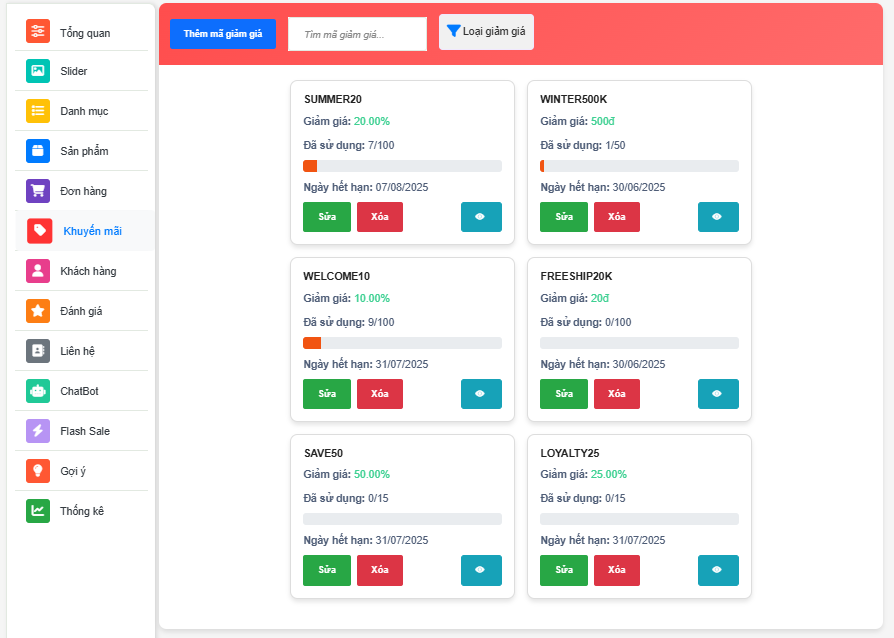 Tổng quan
Slider
Danh mục
Sản phẩm
Đơn hàng
Khuyến mãi
Khách hàng
Đánh giá
Liên hệ
ChatBot
Flash Sale
Gợi ý
Thống kê
Thêm mã giảm giá
Tìm mã giảm giá...
Loại giảm giá
SUMMER20
Giảm giá: 20.00%
Đã sử dụng: 7/100
Ngày hết hạn: 07/08/2025
Sửa
Xóa
WINTER500K
Giảm giá: 500đ
Đã sử dụng: 1/50
Ngày hết hạn: 30/06/2025
Sửa
Xóa
WELCOME10
Giảm giá: 10.00%
Đã sử dụng: 9/100
Ngày hết hạn: 31/07/2025
Sửa
Xóa
FREESHIP20K
Giảm giá: 20đ
Đã sử dụng: 0/100
Ngày hết hạn: 30/06/2025
Sửa
Xóa
SAVE50
Giảm giá: 50.00%
Đã sử dụng: 0/15
Ngày hết hạn: 31/07/2025
Sửa
Xóa
LOYALTY25
Giảm giá: 25.00%
Đã sử dụng: 0/15
Ngày hết hạn: 31/07/2025
Sửa
Xóa